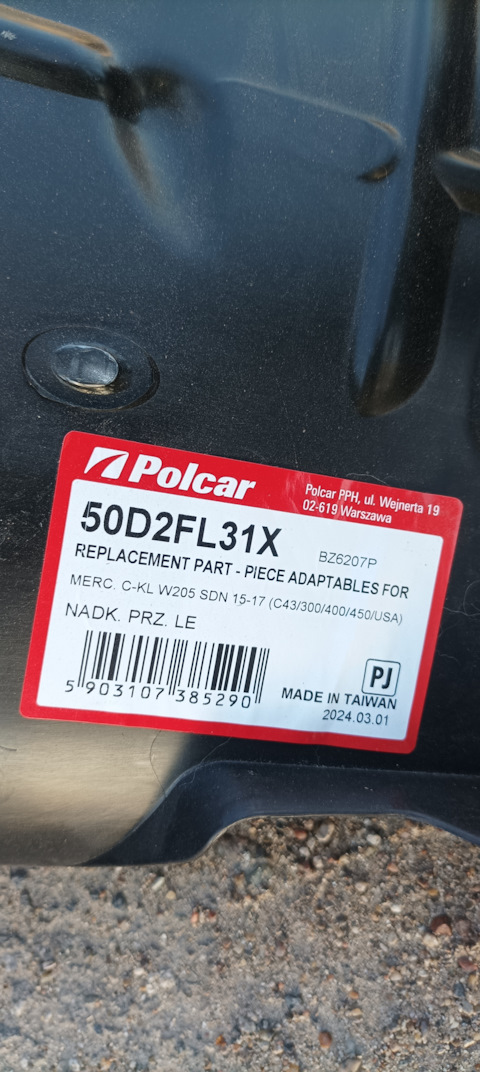 Polcar
Polcar PPH, ul. Wejnerta 19
02-619 Warszawa
50D2FL31X
BZ6207P
REPLACEMENT PART - PIECE ADAPTABLES FOR
MERC. C-KL W205 SDN 15-17 (C43/300/400/450/USA)
NADK. PRZ. LE
5 903107 385290
PJ
MADE IN TAIWAN
2024.03.01